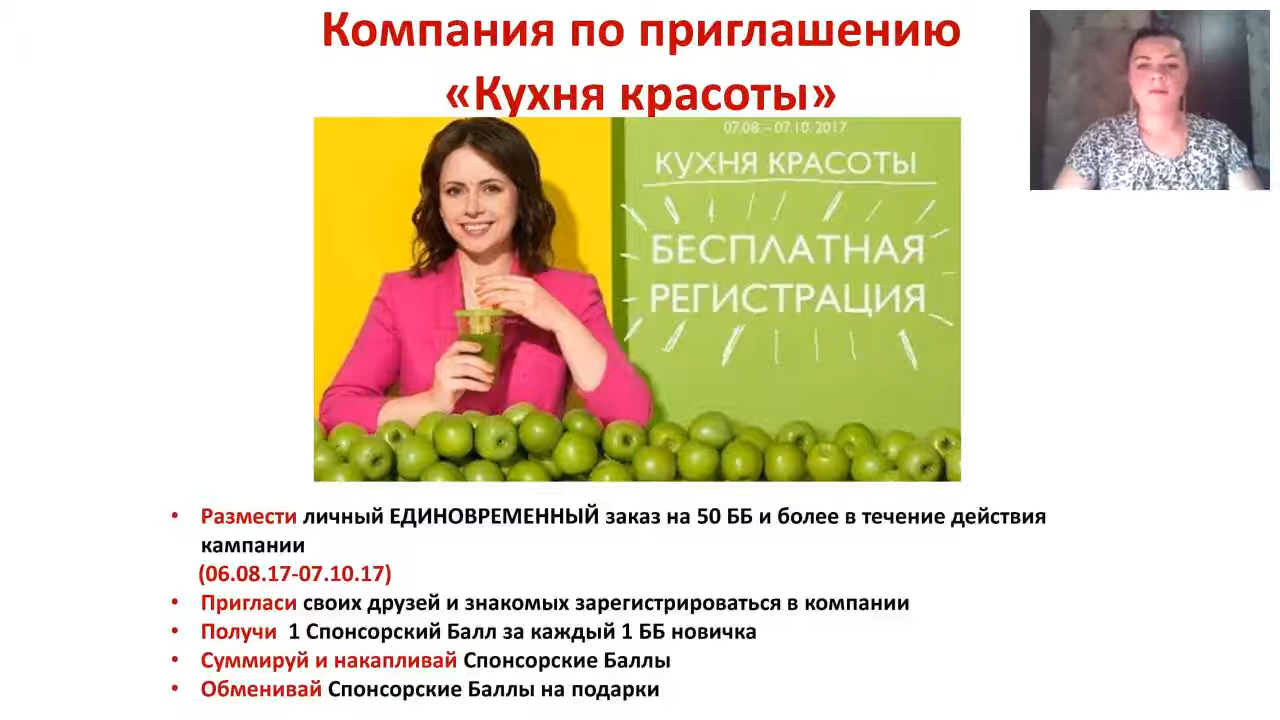 Компания по приглашению
«Кухня красоты»
07.08. – 07.10. 2017
КУХНЯ КРАСОТЫ
БЕСПЛАТНАЯ
РЕГИСТРАЦИЯ
• Размести личный ЕДИНОВРЕМЕННЫЙ заказ на 50 ББ и более в течение действия
кампании
(06.08.17-07.10.17)
• Пригласи своих друзей и знакомых зарегистрироваться в компании
• Получи 1 Спонсорский Балл за каждый 1 ББ новичка
• Суммируй и накапливай Спонсорские Баллы
• Обменивай Спонсорские Баллы на подарки